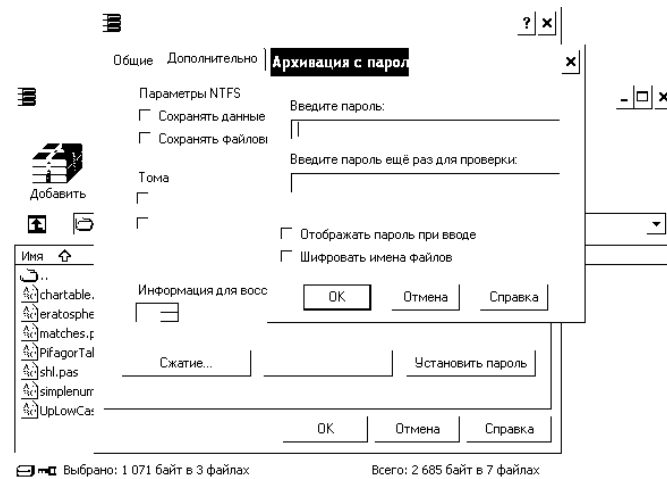 Общие
Дополнительно
Архивация с парол
Параметры NTFS
Сохранять данные
Сохранять файловы
Тома
Информация для восс
Введите пароль:
Введите пароль ещё раз для проверки:
Отображать пароль при вводе
Шифровать имена файлов
OK
Отмена
Справка
Сжатие...
Установить пароль
OK
Отмена
Справка
Добавить
Имя
..
chartable.
eratosphe
matches.p
PifagorTal
shl.pas
simplenum
UpLowCas
Выбрано: 1 071 байт в 3 файлах
Всего: 2 685 байт в 7 файлах